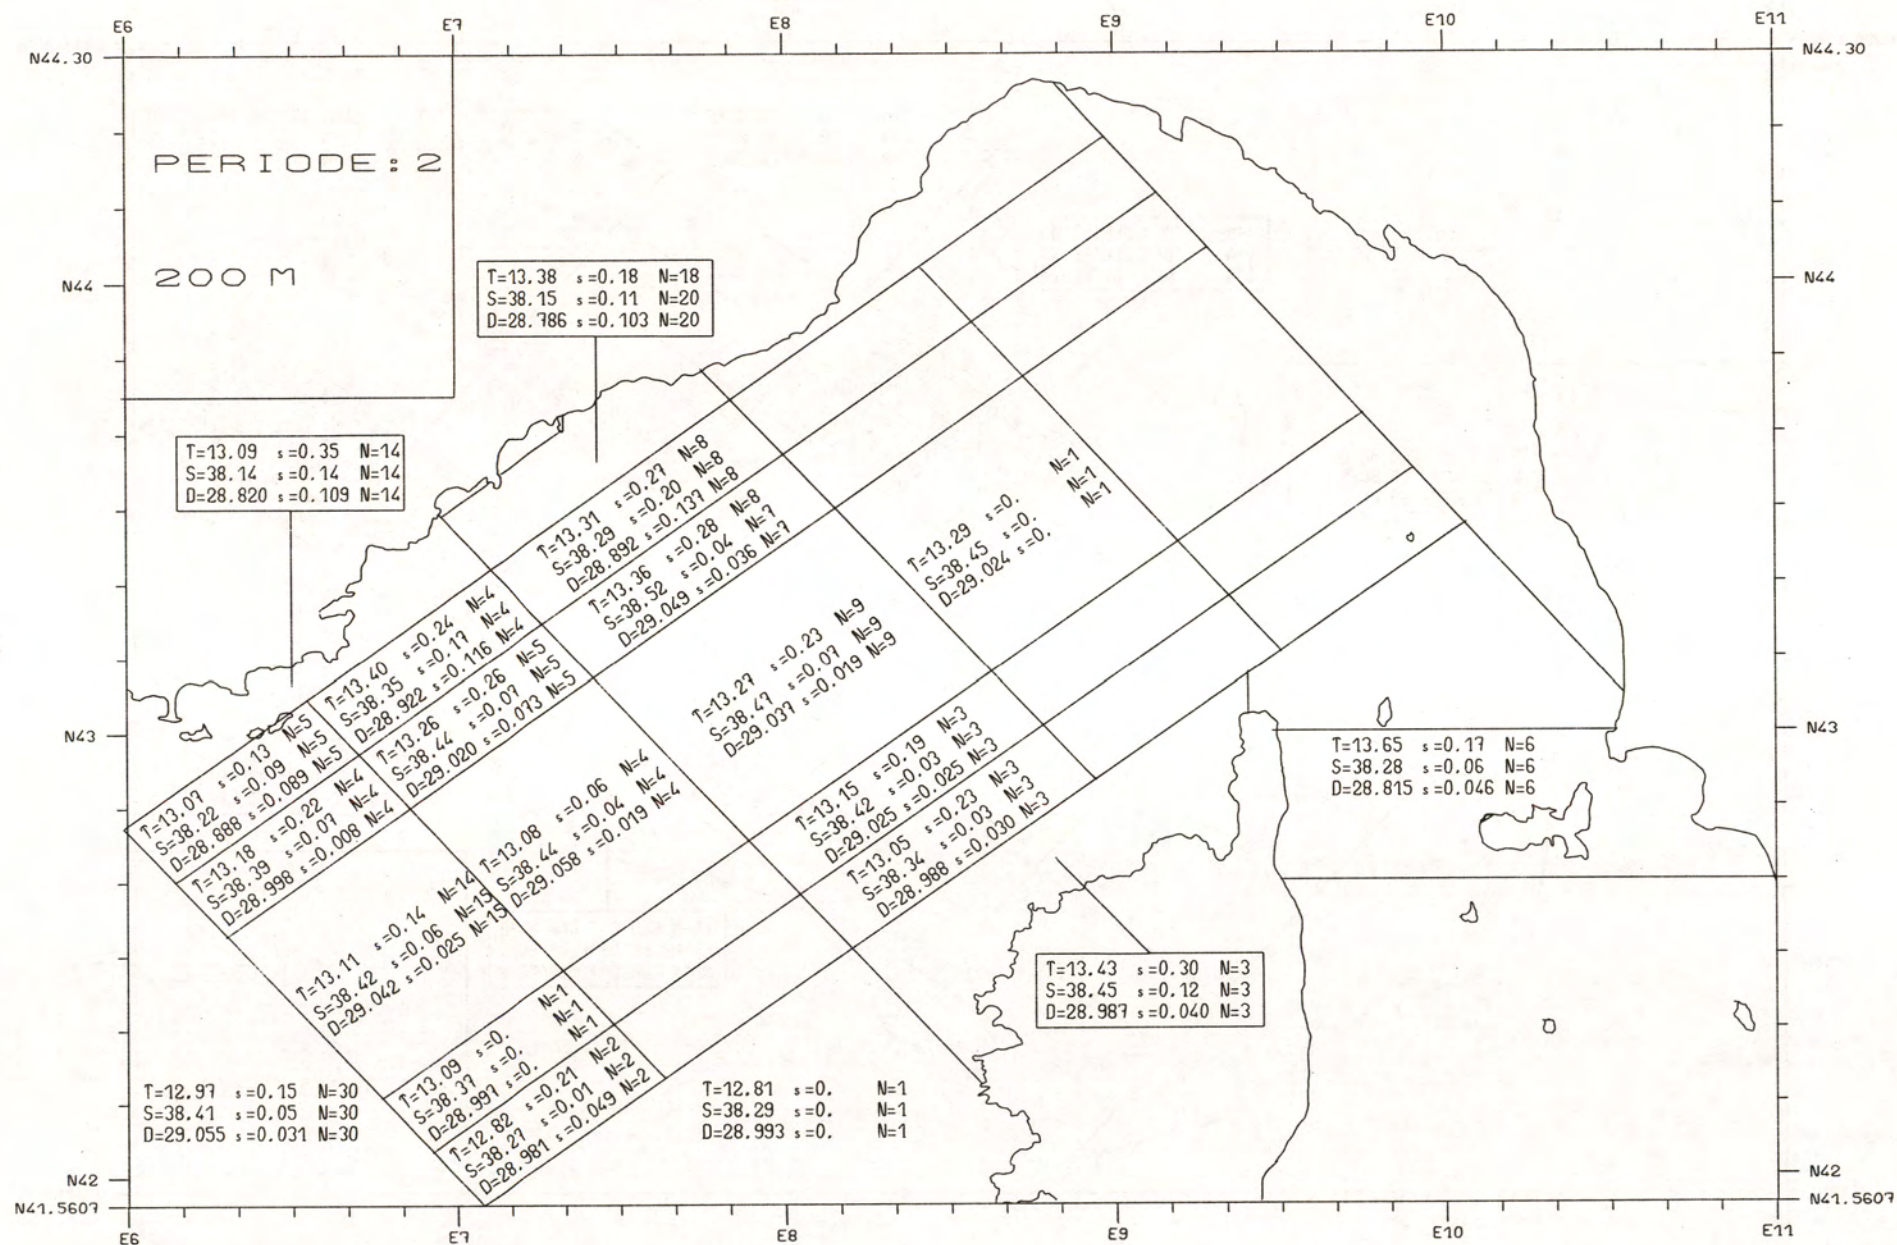 E6 E7 E8 E9 E10 E11
N44.30 N44.30
PERIODE: 2
200 M
N44 N44
T=13.38 s=0.18 N=18
S=38.15 s=0.11 N=20
D=28.786 s=0.103 N=20
T=13.09 s=0.35 N=14
S=38.14 s=0.14 N=14
D=28.820 s=0.109 N=14
T=13.31 s=0.27 N=8
S=38.29 s=0.20 N=8
D=28.892 s=0.137 N=8
T=13.36 s=0.28 N=8
S=38.52 s=0.04 N=7
D=29.049 s=0.036 N=7
T=13.29 s=0. N=1
S=38.45 s=0. N=1
D=29.024 s=0. N=1
T=13.40 s=0.24 N=4
S=38.35 s=0.17 N=4
D=28.922 s=0.116 N=4
T=13.26 s=0.26 N=5
S=38.44 s=0.07 N=5
D=29.020 s=0.073 N=5
T=13.27 s=0.23 N=9
S=38.47 s=0.07 N=9
D=29.037 s=0.019 N=9
N43 N43
T=13.07 s=0.13 N=5
S=38.22 s=0.09 N=5
D=28.888 s=0.089 N=5
T=13.18 s=0.22 N=4
S=38.39 s=0.07 N=4
D=28.998 s=0.008 N=4
T=13.08 s=0.06 N=4
S=38.44 s=0.04 N=4
D=29.058 s=0.019 N=4
T=13.15 s=0.19 N=3
S=38.42 s=0.03 N=3
D=29.025 s=0.025 N=3
T=13.05 s=0.23 N=3
S=38.34 s=0.03 N=3
D=28.988 s=0.030 N=3
T=13.65 s=0.17 N=6
S=38.28 s=0.06 N=6
D=28.815 s=0.046 N=6
T=13.11 s=0.14 N=14
S=38.42 s=0.06 N=15
D=29.042 s=0.025 N=15
T=13.43 s=0.30 N=3
S=38.45 s=0.12 N=3
D=28.987 s=0.040 N=3
T=13.09 s=0. N=1
S=38.37 s=0. N=1
D=28.997 s=0. N=1
T=12.82 s=0.21 N=2
S=38.27 s=0.01 N=2
D=28.981 s=0.049 N=2
T=12.97 s=0.15 N=30
S=38.41 s=0.05 N=30
D=29.055 s=0.031 N=30
T=12.81 s=0. N=1
S=38.29 s=0. N=1
D=28.993 s=0. N=1
N42 N42
N41.5607 N41.5607
E6 E7 E8 E9 E10 E11